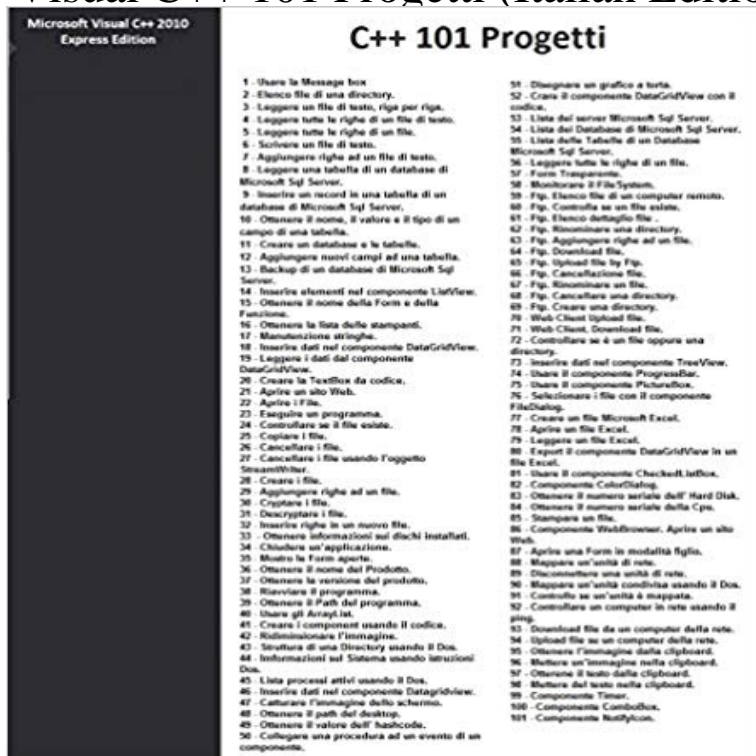 Visual C++ 101 Progetti (Italian Editio
Microsoft Visual C++ 2010
Express Edition
C++ 101 Progetti
1 - Usare la Message box
2 - Elenco file di una directory.
3 - Leggere un file di testo, riga per riga.
4 - Leggere tutte le righe di un file di testo.
5 - Leggere tutte le righe di un file.
6 - Scrivere un file di testo.
7 - Aggiungere righe ad un file di testo.
8 - Leggere una tabella di un database di
Microsoft Sql Server.
9 - Inserire un record in una tabella di un
database di Microsoft Sql Server.
10 - Ottenere il nome, il valore e il tipo di un
campo di una tabella.
11 - Creare un database e le tabelle.
12 - Aggiungere nuovi campi ad una tabella.
13 - Backup di un database di Microsoft Sql
Server.
14 - Inserire elementi nel componente ListView.
15 - Ottenere il nome della Form e della
Funzione.
16 - Ottenere la lista delle stampanti.
17 - Manutenzione stringhe.
18 - Inserire dati nel componente DataGridView.
19 - Leggere i dati dal componente
DataGridView.
20 - Creare la TextBox da codice.
21 - Aprire un sito Web.
22 - Aprire i File.
23 - Eseguire un programma.
24 - Controllare se il file esiste.
25 - Copiare i file.
26 - Cancellare i file.
27 - Cancellare i file usando l'oggetto
StreamWriter.
28 - Creare i file.
29 - Aggiungere righe ad un file.
30 - Cryptare i file.
31 - Descryptare i file.
32 - Inserire righe in un nuovo file.
33 - Ottenere informazioni sui dischi installati.
34 - Chiudere un'applicazione.
35 - Mostro le Form aperte.
36 - Ottenere il nome del Prodotto.
37 - Ottenere la versione del prodotto.
38 - Riavviare il programma.
39 - Ottenere il Path del programma.
40 - Usare gli ArrayList.
41 - Creare i component usando il codice.
42 - Ridiminsionare l'immagine.
43 - Struttura di una Directory usando il Dos.
44 - Imformazioni sul Sistema usando istruzioni
Dos.
45 - Lista processi attivi usando il Dos.
46 - Inserire dati nel componente Datagridview.
47 - Catturare l'immagine dello schermo.
48 - Ottenere il path del desktop.
49 - Ottenere il valore dell' hashcode.
50 - Collegare una procedura ad un evento di un
componente.
51 - Disegnare un grafico a torta.
52 - Crare il componente DataGridView con il
codice.
53 - Lista dei server Microsoft Sql Server.
54 - Lista dei Database di Microsoft Sql Server.
55 - Lista delle Tabelle di un Database
Microsoft Sql Server.
56 - Leggere tutte le righe di un file.
57 - Form Trasparente.
58 - Monitorare il FileSystem.
59 - Ftp. Elenco file di un computer remoto.
60 - Ftp. Controlla se un file esiste.
61 - Ftp. Elenco dettaglio file .
62 - Ftp. Rinominare una directory.
63 - Ftp. Aggiungere righe ad un file.
64 - Ftp. Download file.
65 - Ftp. Upload file by Ftp.
66 - Ftp. Cancellazione file.
67 - Ftp. Rinominare un file.
68 - Ftp. Cancellare una directory.
69 - Ftp. Creare una directory.
70 - Web Client Upload file.
71 - Web Client. Download file.
72 - Controllare se è un file oppure una
directory.
73 - Inserire dati nel componente TreeView.
74 - Usare il componente ProgressBar.
75 - Usare il componente PictureBox.
76 - Selezionare i file con il componente
FileDialog.
77 - Creare un file Microsoft Excel.
78 - Aprire un file Excel.
79 - Leggere un file Excel.
80 - Export il componente DataGridView in un
file Excel.
81 - Usare il componente CheckedListBox.
82 - Componente ColorDialog.
83 - Ottenere il numero seriale dell' Hard Disk.
84 - Ottenere il numero seriale della Cpu.
85 - Stampare un file.
86 - Componente WebBrowser. Aprire un sito
Web.
87 - Aprire una Form in modalità figlio.
88 - Mappare un'unità di rete.
89 - Disconnettere una unità di rete.
90 - Mappare un'unità condivisa usando il Dos.
91 - Controllo se un'unità è mappata.
92 - Controllare un computer in rete usando il
ping.
93 - Download file da un computer della rete.
94 - Upload file su un computer della rete.
95 - Ottenere l'immagine dalla clipboard.
96 - Mettere un'immagine nella clipboard.
97 - Otterene il testo dalla clipboard.
98 - Mettere del testo nella clipboard.
99 - Componente Timer.
100 - Componente ComboBox.
101 - Componente NotifyIcon.